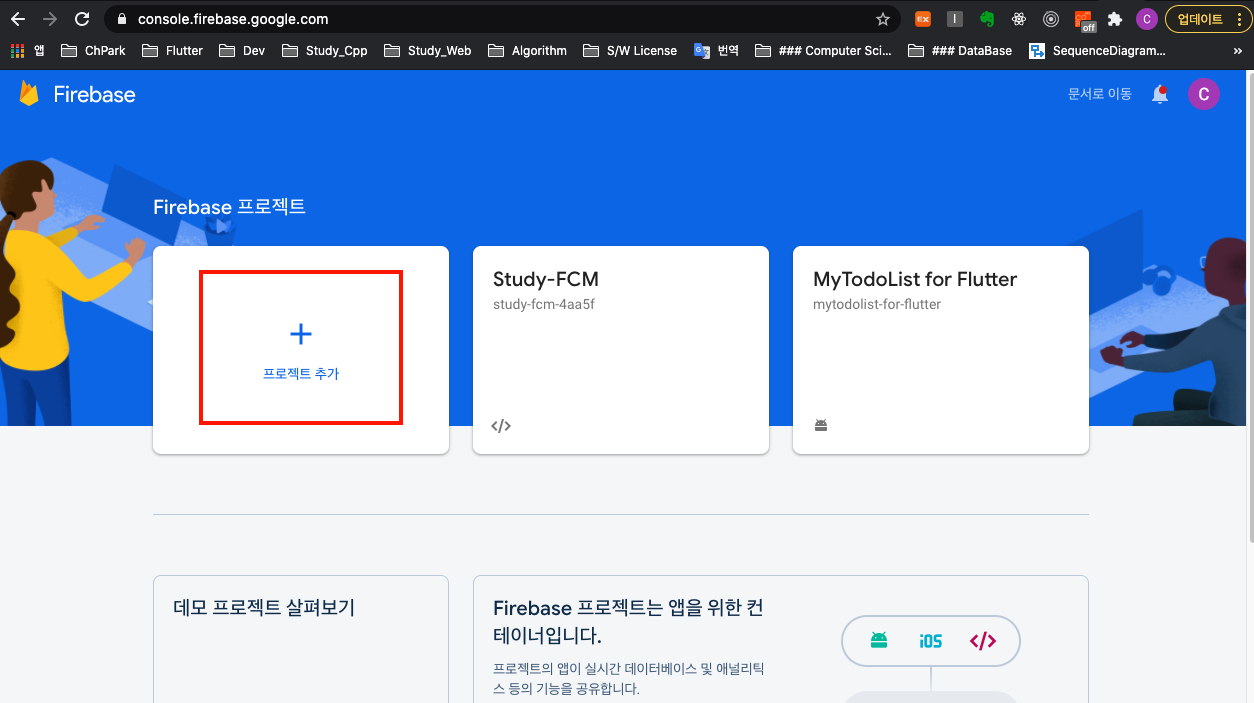 console.firebase.google.com
EX
off
C
업데이트
앱
ChPark
Flutter
Dev
Study_Cpp
Study_Web
Algorithm
S/W License
번역
### Computer Sci...
### DataBase
SequenceDiagram...
»
Firebase
문서로 이동
C
Firebase 프로젝트
+
프로젝트 추가
Study-FCM
study-fcm-4aa5f
</>
MyTodoList for Flutter
mytodolist-for-flutter
데모 프로젝트 살펴보기
Firebase 프로젝트는 앱을 위한 컨
테이너입니다.
프로젝트의 앱이 실시간 데이터베이스 및 애널리틱
스 등의 기능을 공유합니다.
iOS
</>